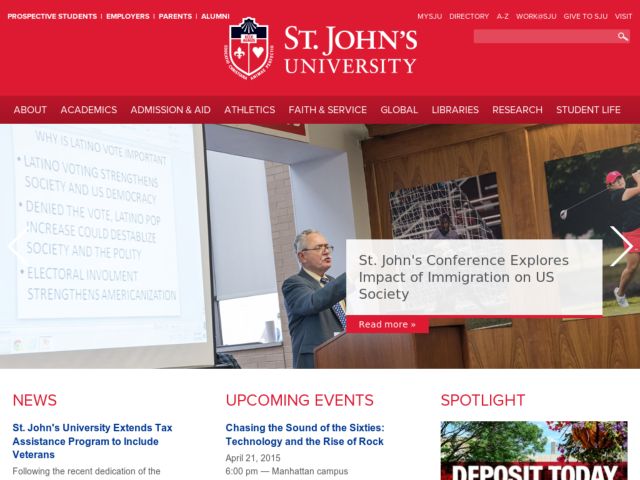 PROSPECTIVE STUDENTS | EMPLOYERS | PARENTS | ALUMNI
MYSJU DIRECTORY A-Z WORK@SJU GIVE TO SJU VISIT
ST. JOHN'S
UNIVERSITY
ABOUT ACADEMICS ADMISSION & AID ATHLETICS FAITH & SERVICE GLOBAL LIBRARIES RESEARCH STUDENT LIFE
WHY IS LATINO VOTE IMPORTANT
• LATINO VOTING STRENGTHENS
SOCIETY AND US DEMOCRACY
• DENIED THE VOTE, LATINO POP
INCREASE COULD DESTABLIZE
SOCIETY AND THE POLITY
• ELECTORAL INVOLMENT
STRENGTHENS AMERICANIZATION
St. John's Conference Explores
Impact of Immigration on US
Society
Read more »
NEWS
St. John's University Extends Tax
Assistance Program to Include
Veterans
Following the recent dedication of the
UPCOMING EVENTS
Chasing the Sound of the Sixties:
Technology and the Rise of Rock
April 21, 2015
6:00 pm — Manhattan campus
SPOTLIGHT
DEPOSIT TODAY